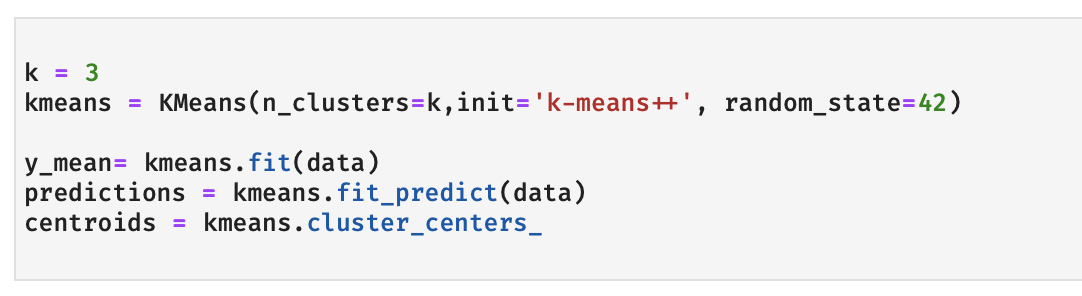 k = 3
kmeans = KMeans(n_clusters=k,init='k-means++', random_state=42)
y_mean= kmeans.fit(data)
predictions = kmeans.fit_predict(data)
centroids = kmeans.cluster_centers_